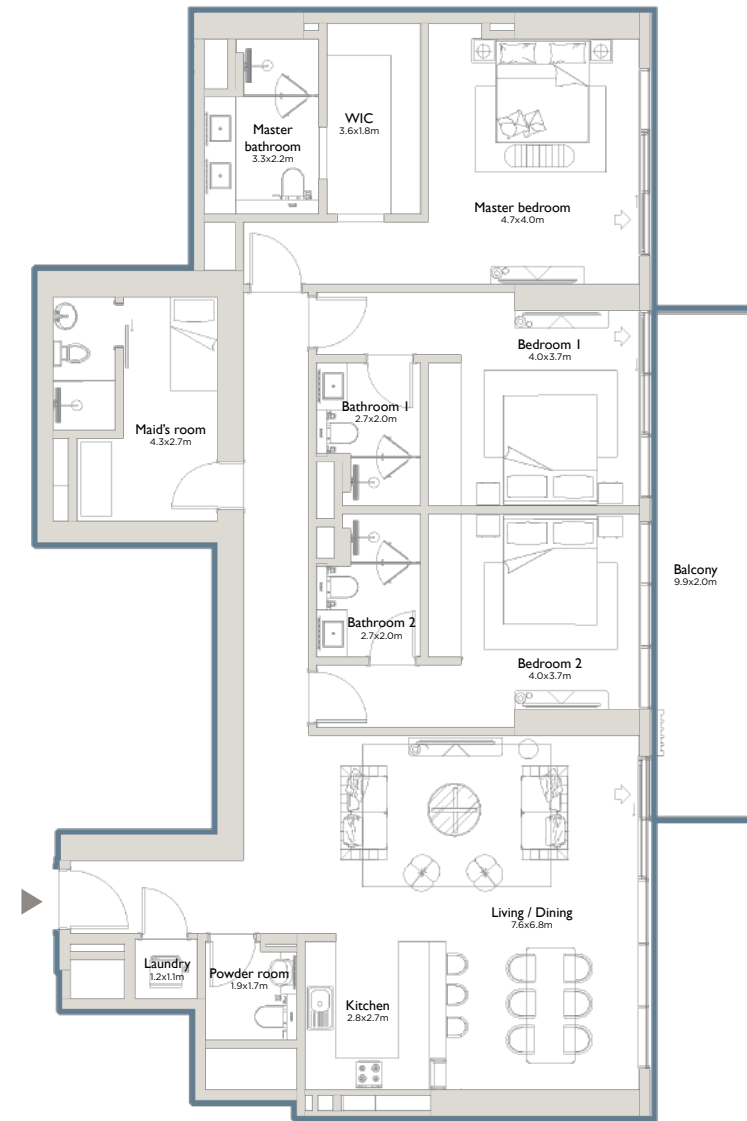 Master
bathroom
3.3x2.2m
WIC
3.6x1.8m
Master bedroom
4.7x4.0m
Bedroom 1
4.0x3.7m
Bathroom 1
2.7x2.0m
Maid's room
4.3x2.7m
Balcony
9.9x2.0m
Bathroom 2
2.7x2.0m
Bedroom 2
4.0x3.7m
Living / Dining
7.6x6.8m
Laundry
1.2x1.1m
Powder room
1.9x1.7m
Kitchen
2.8x2.7m